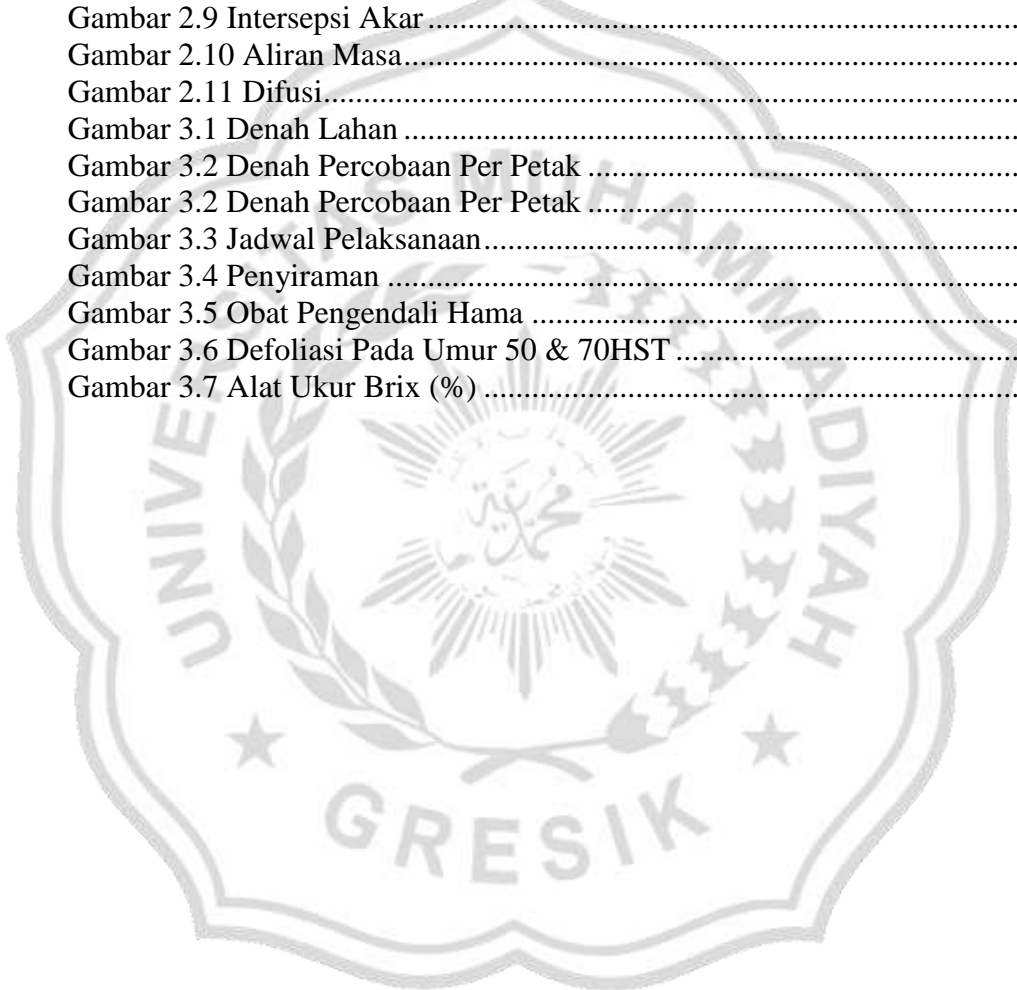 Gambar 2.9 Intersepsi Akar ..........................................................................
Gambar 2.10 Aliran Masa.............................................................................
Gambar 2.11 Difusi.......................................................................................
Gambar 3.1 Denah Lahan .............................................................................
Gambar 3.2 Denah Percobaan Per Petak ......................................................
Gambar 3.2 Denah Percobaan Per Petak ......................................................
Gambar 3.3 Jadwal Pelaksanaan...................................................................
Gambar 3.4 Penyiraman ...............................................................................
Gambar 3.5 Obat Pengendali Hama .............................................................
Gambar 3.6 Defoliasi Pada Umur 50 & 70HST ...........................................
Gambar 3.7 Alat Ukur Brix (%) ...................................................................
UNIVERSITAS MUHAMMADIYAH
GRESIK